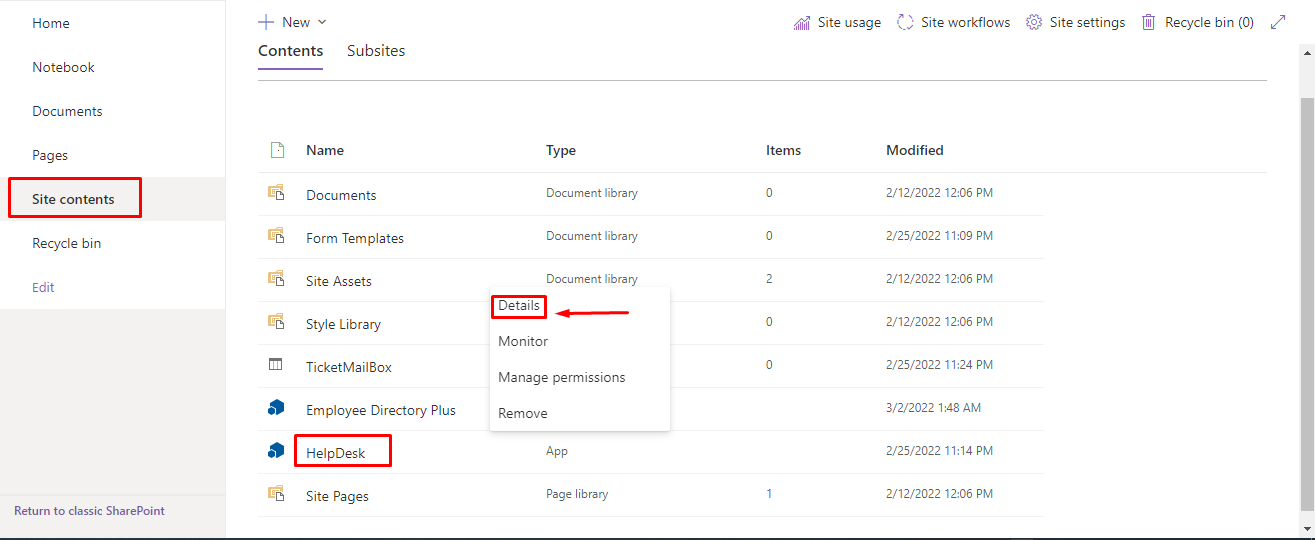 Home
Notebook
Documents
Pages
Site contents
Recycle bin
Edit
Return to classic SharePoint
New
Site usage
Site workflows
Site settings
Recycle bin (0)
Contents Subsites
Name Type Items Modified
Documents Document library 0 2/12/2022 12:06 PM
Form Templates Document library 0 2/25/2022 11:09 PM
Site Assets Document library 2 2/12/2022 12:06 PM
Style Library 0 2/12/2022 12:06 PM
TicketMailBox 0 2/25/2022 11:24 PM
Employee Directory Plus 3/2/2022 1:48 AM
HelpDesk App 2/25/2022 11:14 PM
Site Pages Page library 1 2/12/2022 12:06 PM
Details
Monitor
Manage permissions
Remove